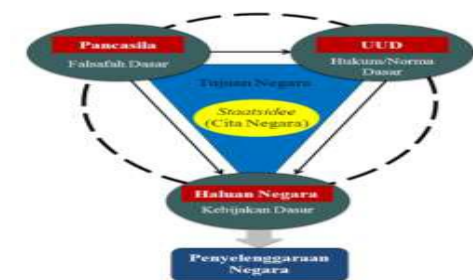 Pancasila
Falsafah Dasar
UUD
Hukum/Norma
Dasar
Tujuan Negara
Staatsidee
(Cita Negara)
Haluan Negara
Kebijakan Dasar
Penyelenggaraan
Negara